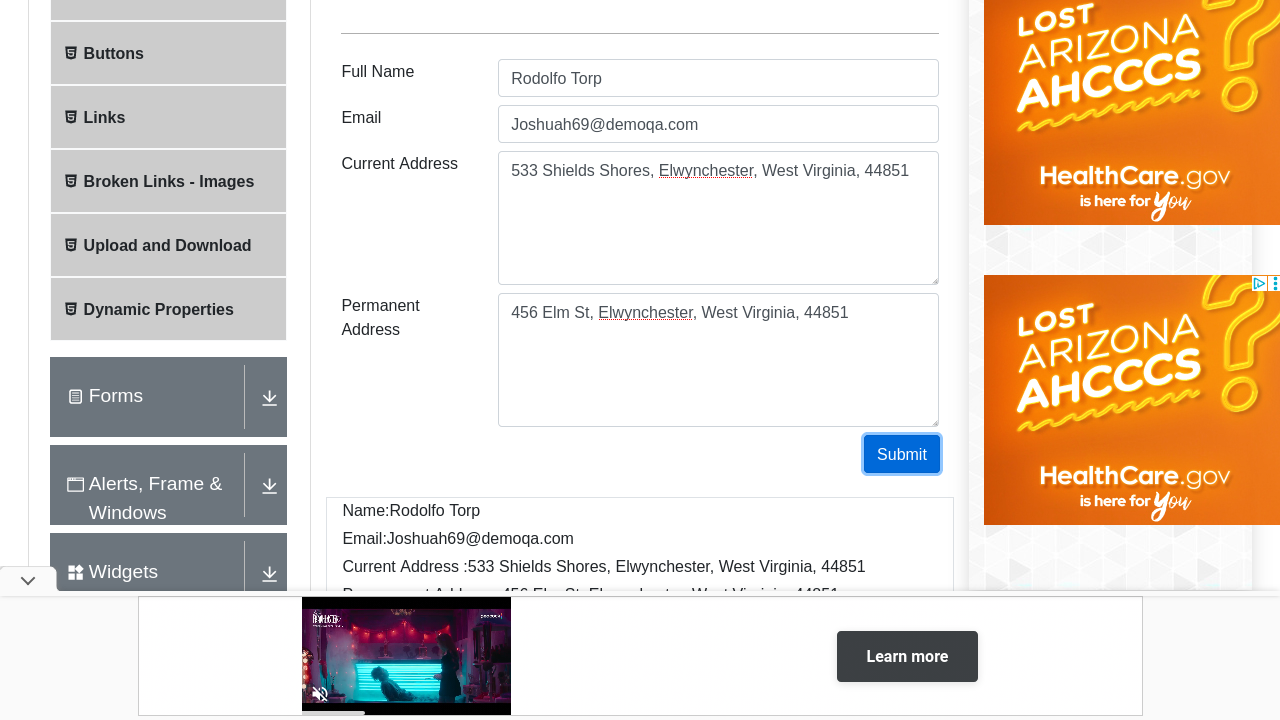 Buttons
Links
Broken Links - Images
Upload and Download
Dynamic Properties
Forms
Alerts, Frame &
Windows
Widgets
Full Name
Rodolfo Torp
Email
Joshuah69@demoqa.com
Current Address
533 Shields Shores, Elwynchester, West Virginia, 44851
Permanent
Address
456 Elm St, Elwynchester, West Virginia, 44851
Submit
Name:Rodolfo Torp
Email:Joshuah69@demoqa.com
Current Address :533 Shields Shores, Elwynchester, West Virginia, 44851
LOST
ARIZONA
AHCCCS
?
HealthCare.gov
is here for You
LOST
ARIZONA
AHCCCS
?
HealthCare.gov
is here for You
Learn more